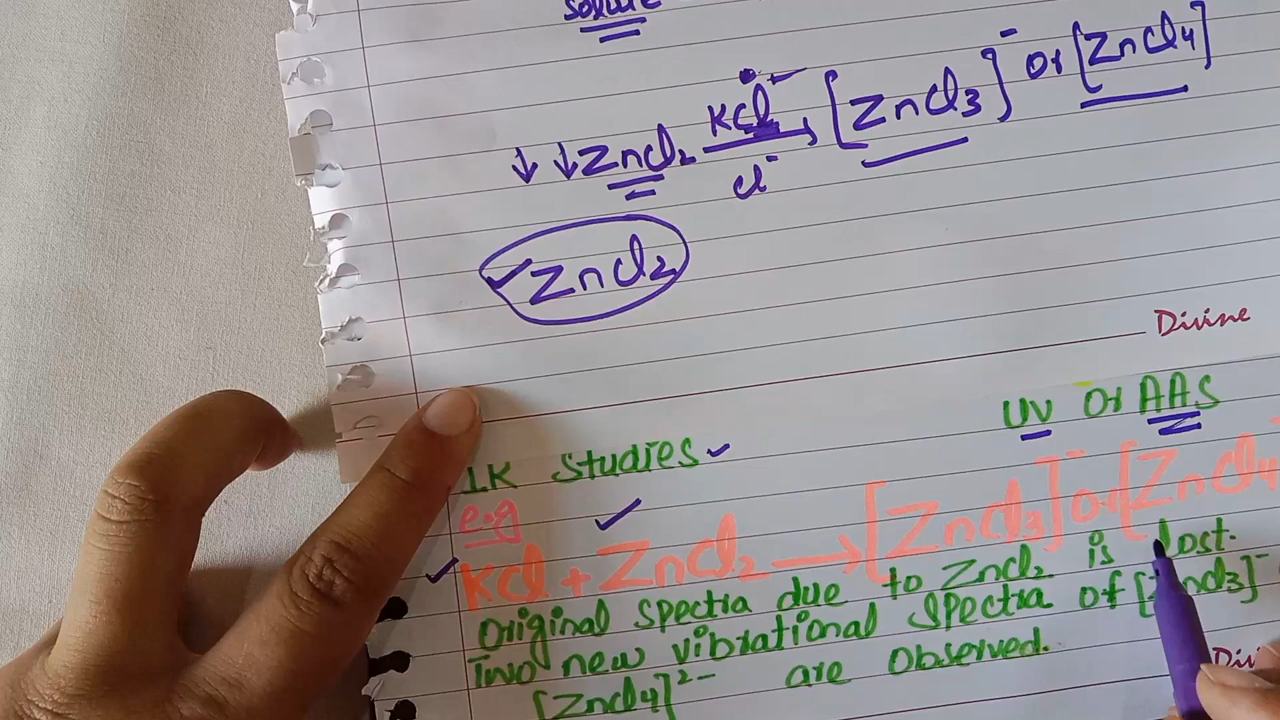 solute
↓ ↓ ZnCl2 KCl → [ZnCl3]⁻ or [ZnCl4]
Cl⁻
✓ZnCl2
Divine
UV or AAS
IR studies ✓
e.g ✓
✓ KCl + ZnCl2 → [ZnCl3]⁻ or [ZnCl4
Original spectra due to ZnCl2 is lost.
Two new vibrational spectra of [ZnCl3]⁻
[ZnCl4]²⁻ are observed.
Divi